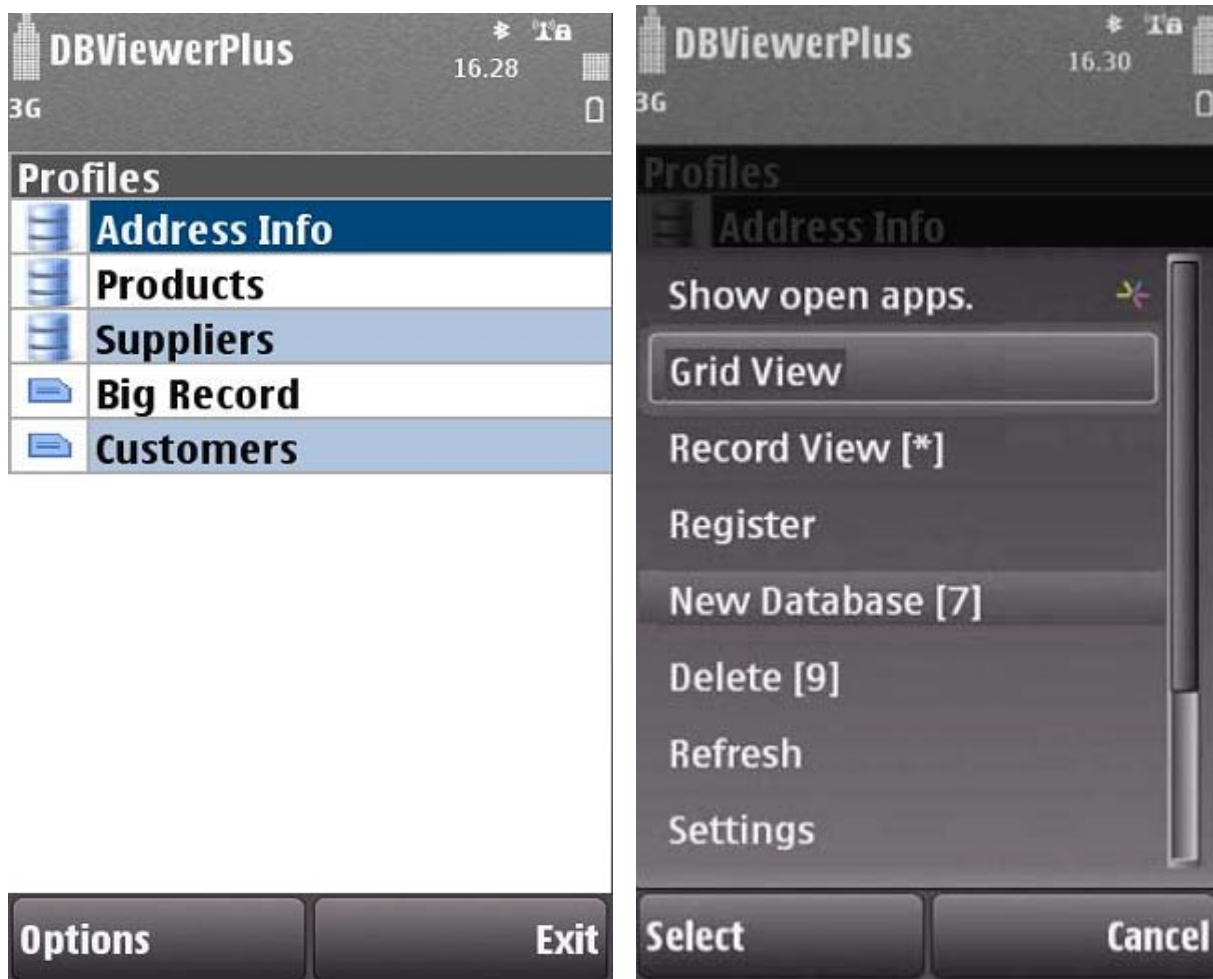 DBViewerPlus
16.28
3G
Profiles
Address Info
Products
Suppliers
Big Record
Customers
Options Exit
DBViewerPlus
16.30
3G
Profiles
Address Info
Show open apps.
Grid View
Record View [*]
Register
New Database [7]
Delete [9]
Refresh
Settings
Select Cancel